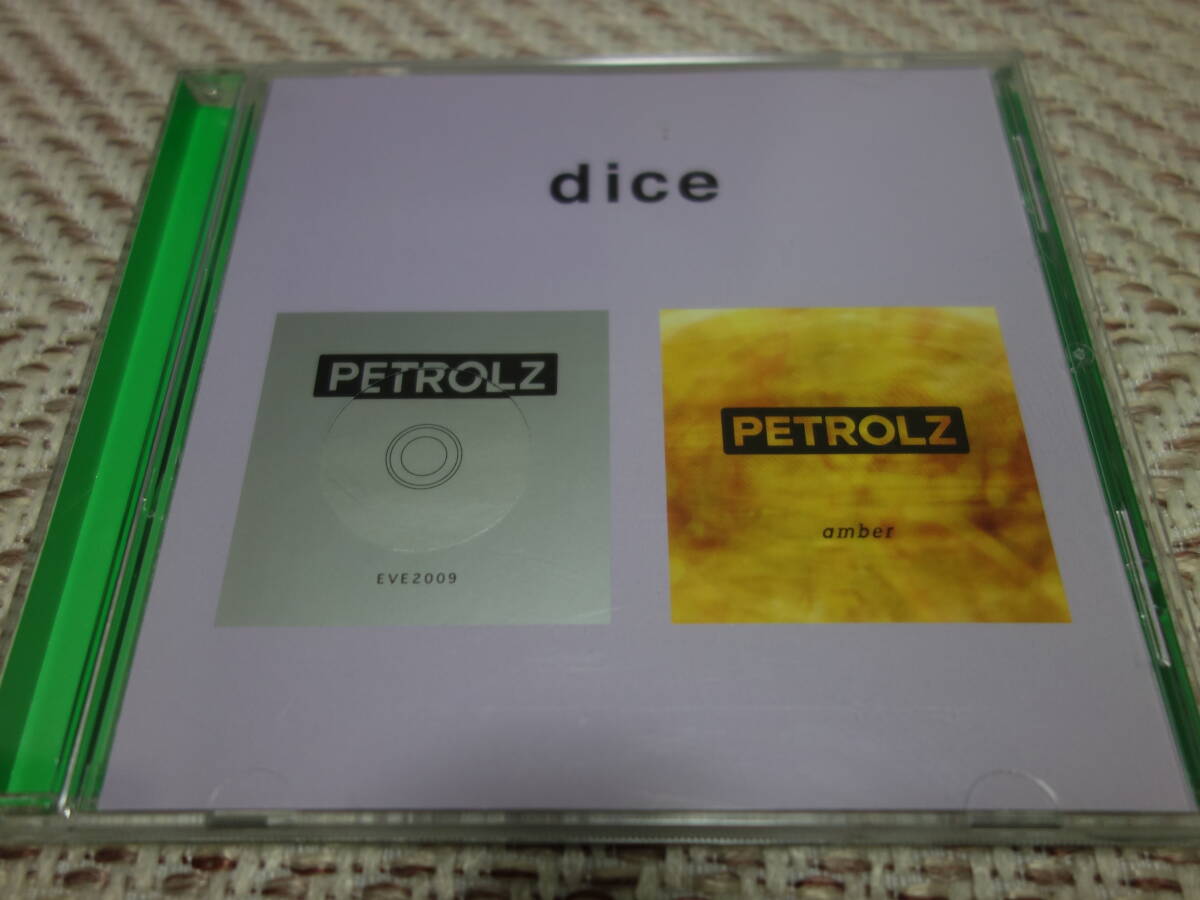 dice
PETROLZ
EVE2009
PETROLZ
amber